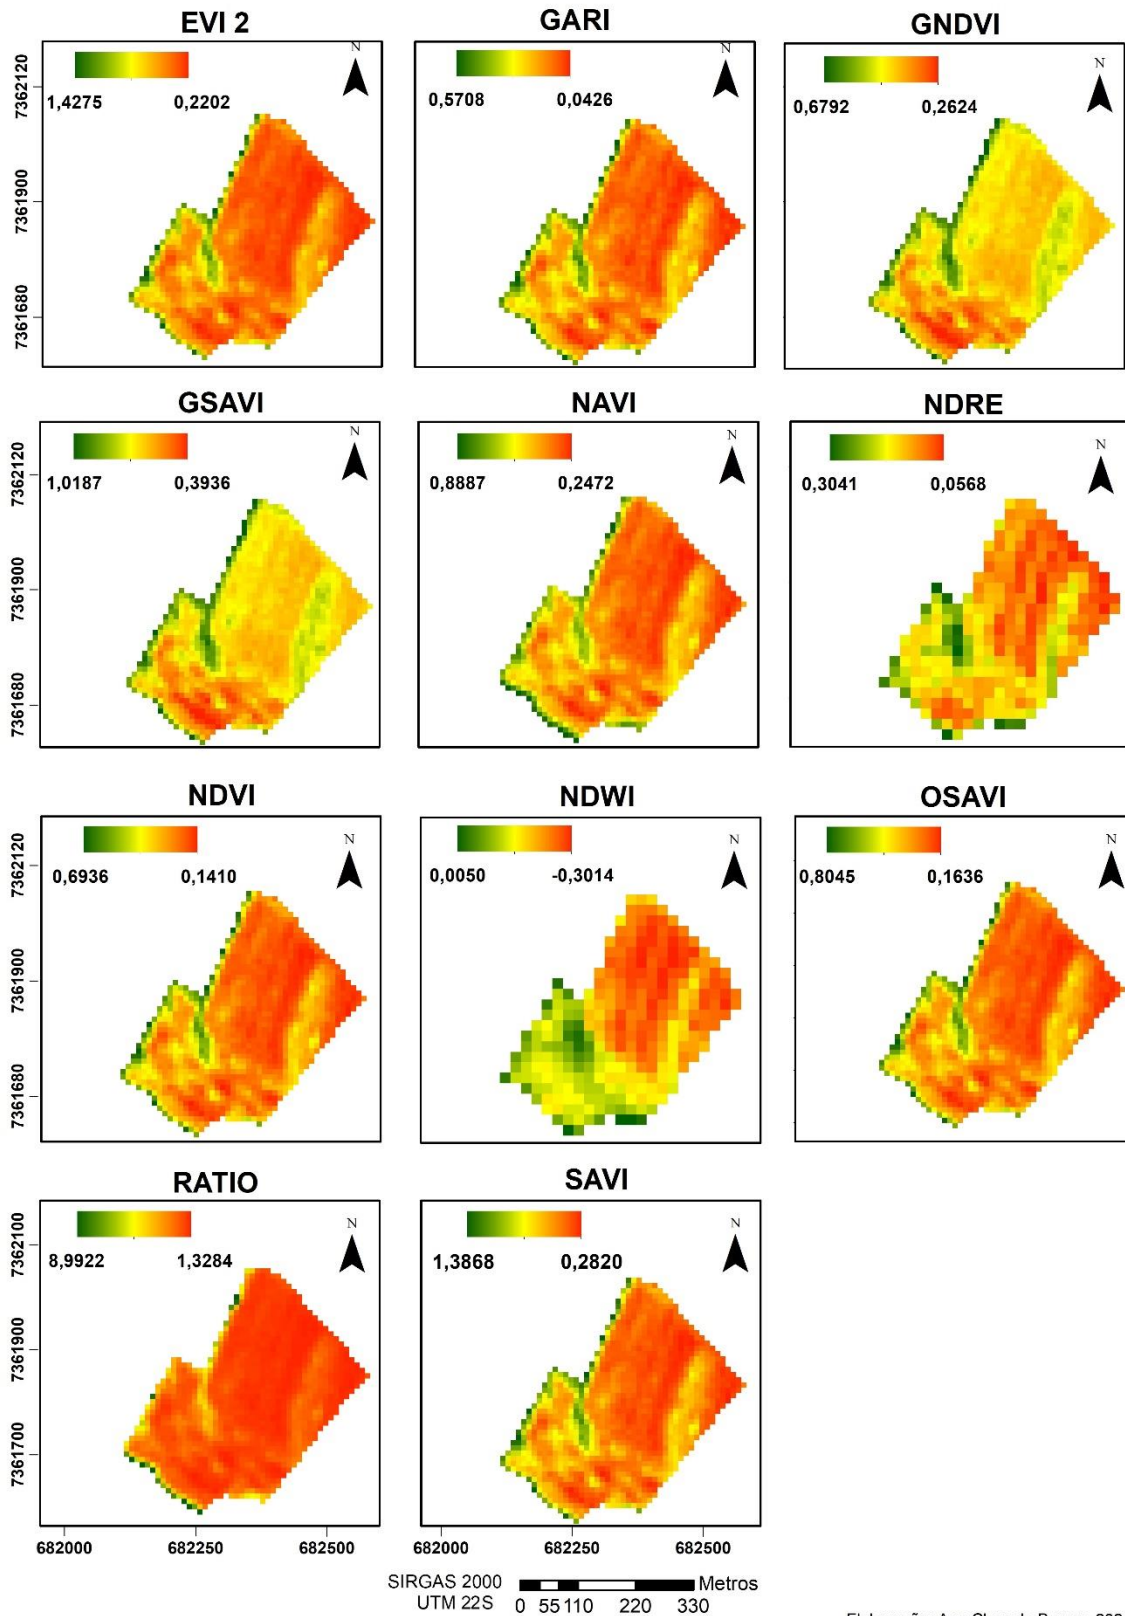 EVI 2
GARI
GNDVI
N
N
N
1,4275 0,2202
0,5708 0,0426
0,6792 0,2624
7362120
7361900
7361680
GSAVI
NAVI
NDRE
N
N
N
1,0187 0,3936
0,8887 0,2472
0,3041 0,0568
7362120
7361900
7361680
NDVI
NDWI
OSAVI
N
N
N
0,6936 0,1410
0,0050 -0,3014
0,8045 0,1636
7362120
7361900
7361680
RATIO
SAVI
N
N
8,9922 1,3284
1,3868 0,2820
7362100
7361900
7361700
682000 682250 682500
682000 682250 682500
SIRGAS 2000
UTM 22S
Metros
0 55 110 220 330